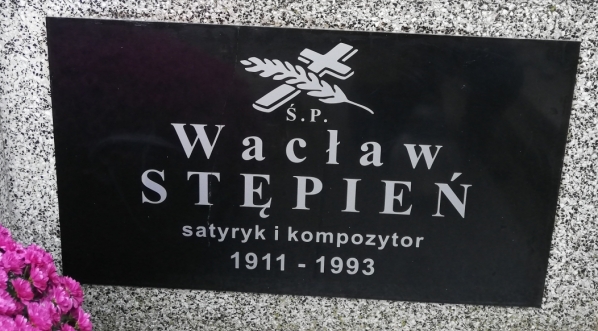 Ś.P.
Wacław
STĘPIEŃ
satyryk i kompozytor
1911 - 1993